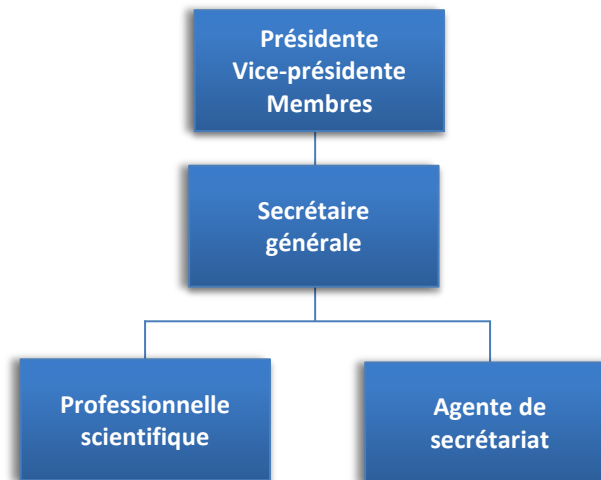 Présidente
Vice-présidente
Membres
Secrétaire
générale
Professionnelle
scientifique
Agente de
secrétariat